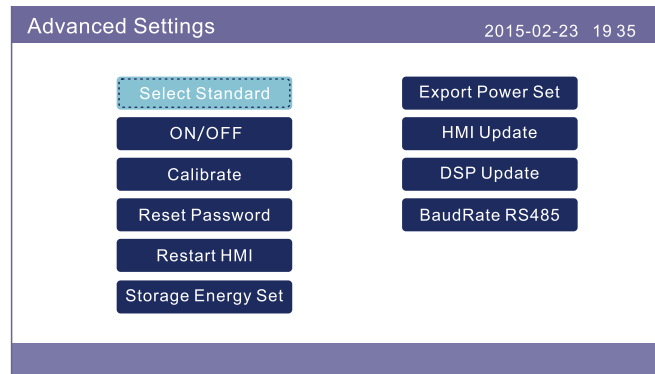 Advanced Settings
2015-02-23 19 35
Select Standard
ON/OFF
Calibrate
Reset Password
Restart HMI
Storage Energy Set
Export Power Set
HMI Update
DSP Update
BaudRate RS485